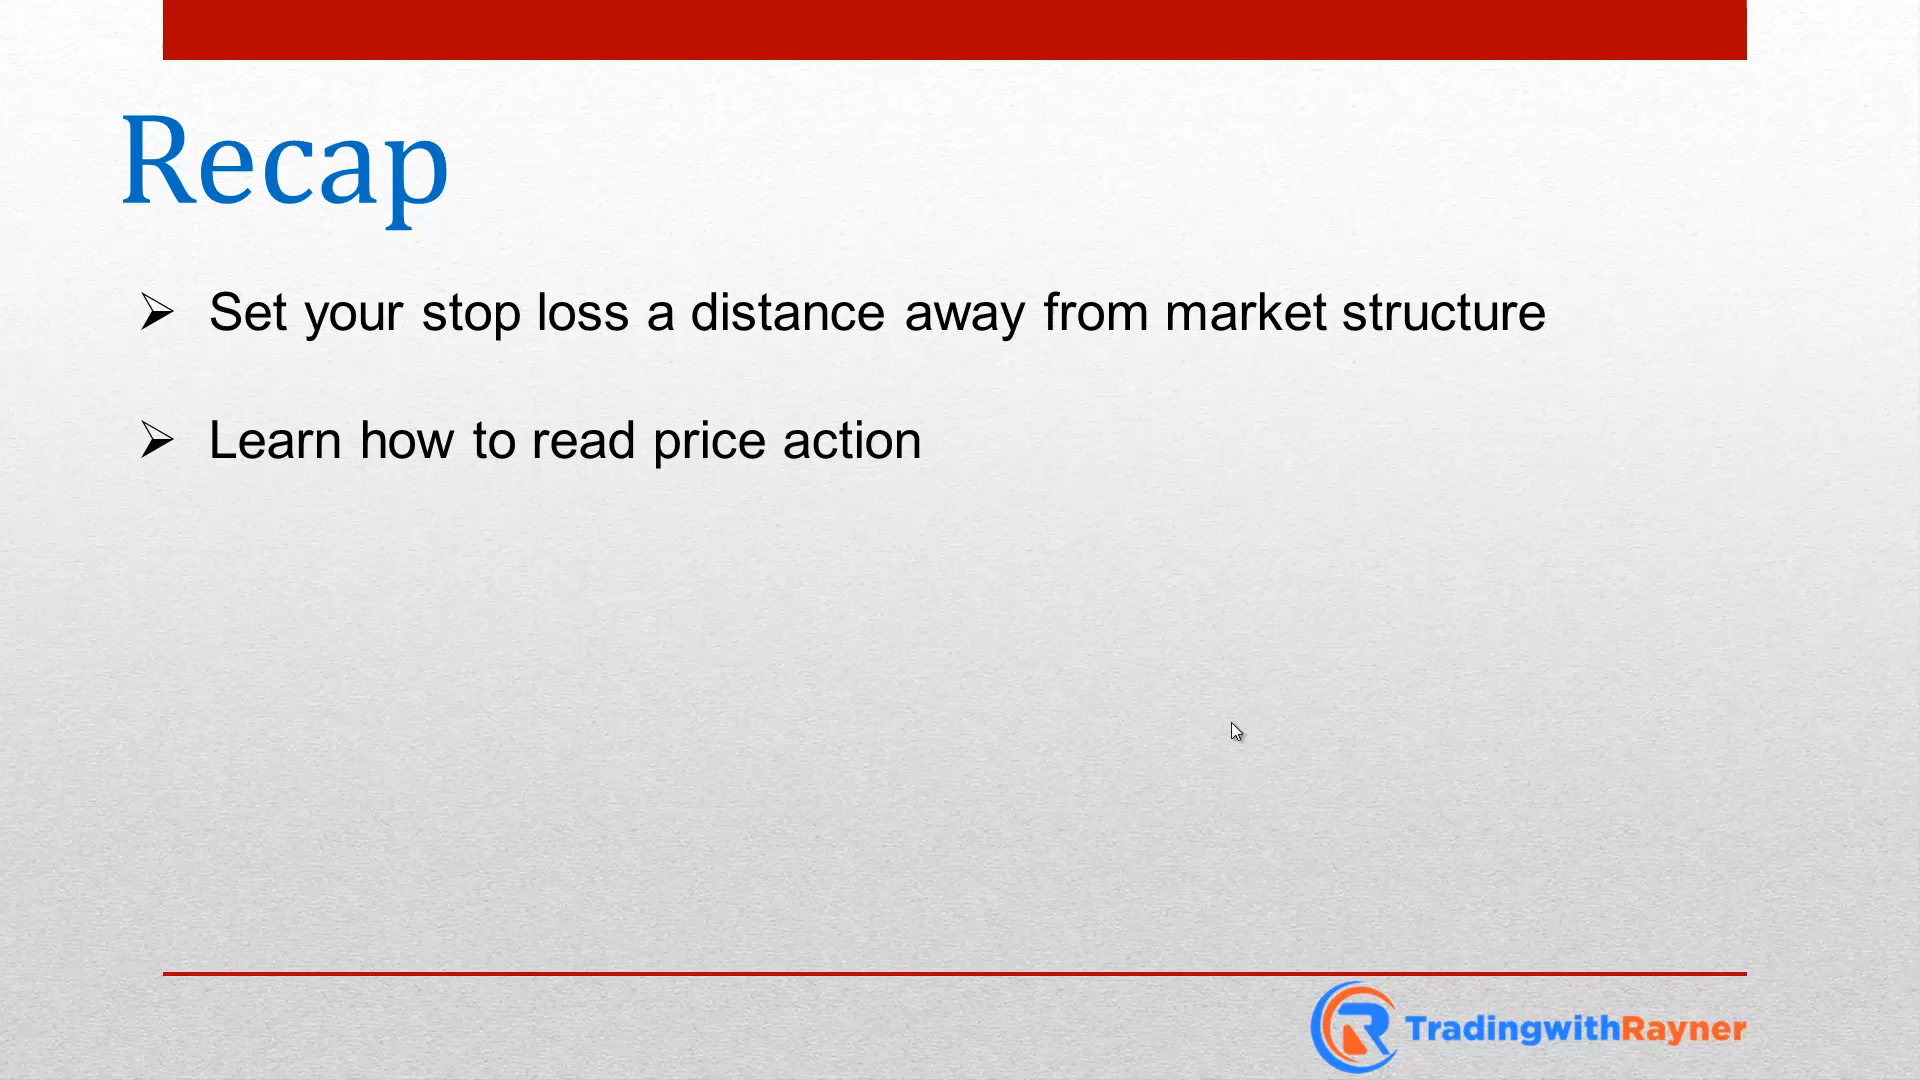 Recap
Set your stop loss a distance away from market structure
Learn how to read price action
TradingwithRayner